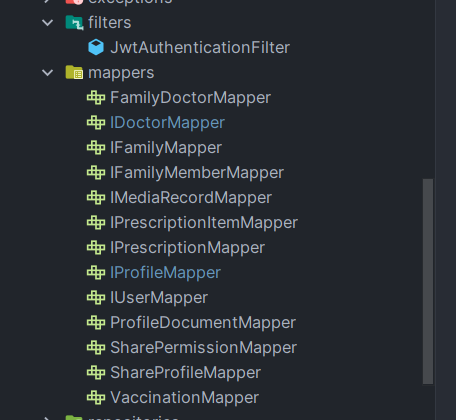 exceptions
filters
JwtAuthenticationFilter
mappers
FamilyDoctorMapper
IDoctorMapper
IFamilyMapper
IFamilyMemberMapper
IMediaRecordMapper
IPrescriptionItemMapper
IPrescriptionMapper
IProfileMapper
IUserMapper
ProfileDocumentMapper
SharePermissionMapper
ShareProfileMapper
VaccinationMapper
repositories